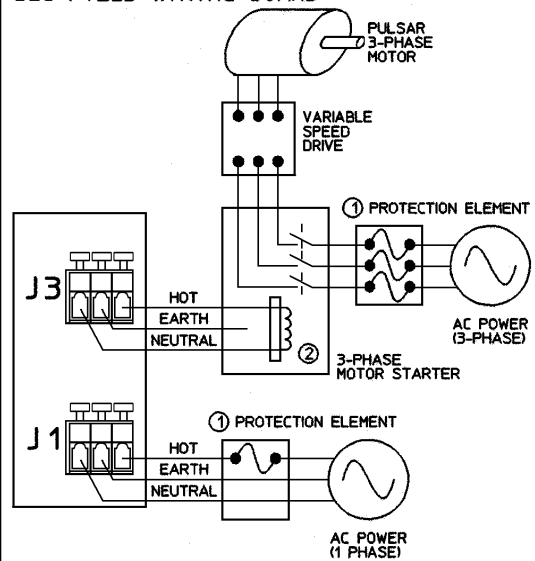 PULSAR
3-PHASE
MOTOR
VARIABLE
SPEED
DRIVE
1 PROTECTION ELEMENT
J3
HOT
EARTH
NEUTRAL
2
3-PHASE
MOTOR STARTER
AC POWER
(3-PHASE)
1 PROTECTION ELEMENT
J1
HOT
EARTH
NEUTRAL
AC POWER
(1 PHASE)